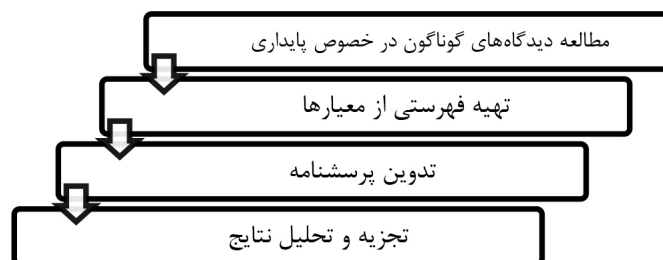 مطالعه دیدگاه‌های گوناگون در خصوص پایداری
تهیه فهرستی از معیارها
تدوین پرسشنامه
تجزیه و تحلیل نتایج